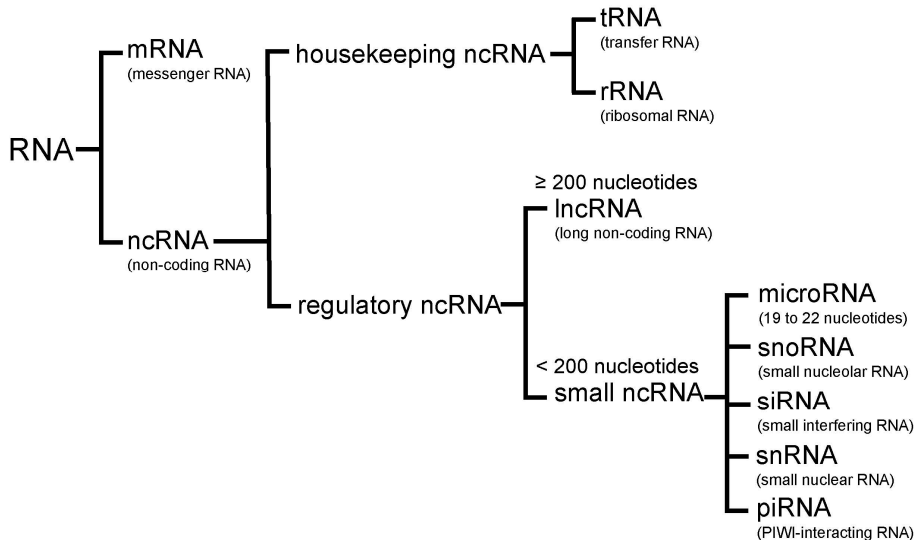 RNA
mRNA
(messenger RNA)
ncRNA
(non-coding RNA)
housekeeping ncRNA
tRNA
(transfer RNA)
rRNA
(ribosomal RNA)
regulatory ncRNA
≥ 200 nucleotides
lncRNA
(long non-coding RNA)
< 200 nucleotides
small ncRNA
microRNA
(19 to 22 nucleotides)
snoRNA
(small nucleolar RNA)
siRNA
(small interfering RNA)
snRNA
(small nuclear RNA)
piRNA
(PIWI-interacting RNA)